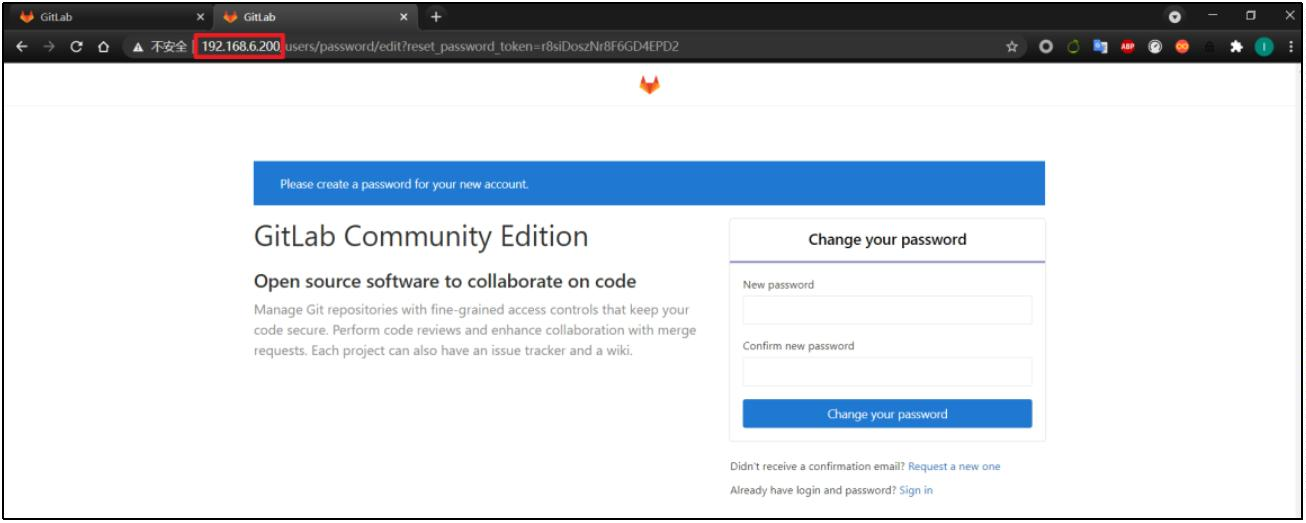 GitLab
GitLab
不安全 192.168.6.200/users/password/edit?reset_password_token=r8siDoszNr8F6GD4EPD2
ABP
I
Please create a password for your new account.
GitLab Community Edition
Open source software to collaborate on code
Manage Git repositories with fine-grained access controls that keep your
code secure. Perform code reviews and enhance collaboration with merge
requests. Each project can also have an issue tracker and a wiki.
Change your password
New password
Confirm new password
Change your password
Didn't receive a confirmation email? Request a new one
Already have login and password? Sign in